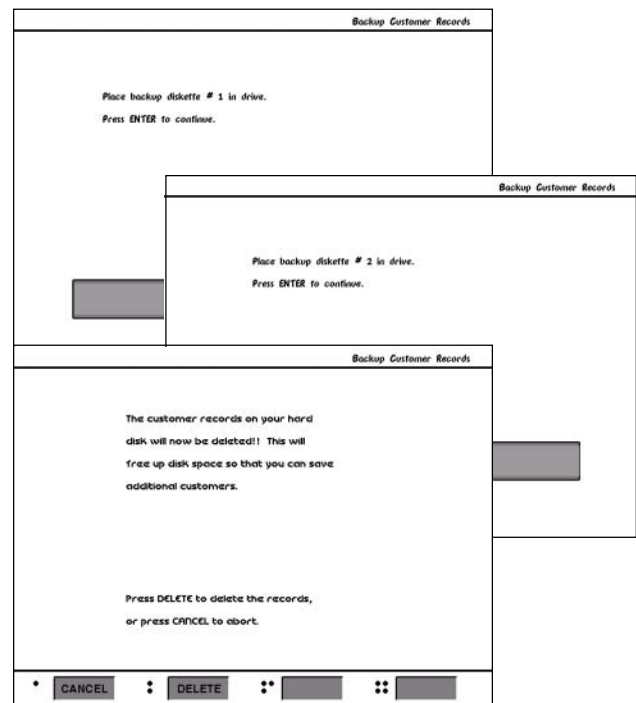 Backup Customer Records
Place backup diskette # 1 in drive.
Press ENTER to continue.
Backup Customer Records
Place backup diskette # 2 in drive.
Press ENTER to continue.
Backup Customer Records
The customer records on your hard
disk will now be deleted!! This will
free up disk space so that you can save
additional customers.
Press DELETE to delete the records,
or press CANCEL to abort.
CANCEL DELETE